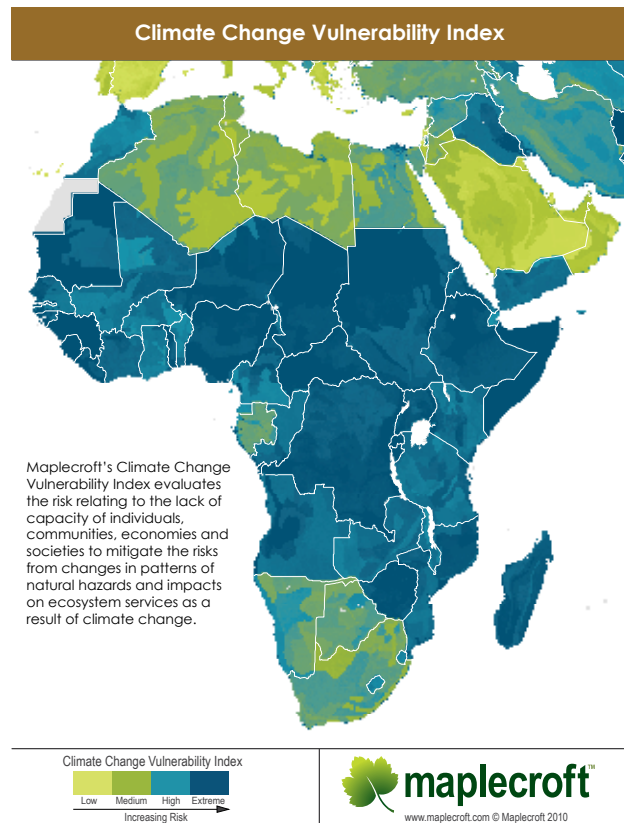 Climate Change Vulnerability Index
Maplecroft's Climate Change
Vulnerability Index evaluates
the risk relating to the lack of
capacity of individuals,
communities, economies and
societies to mitigate the risks
from changes in patterns of
natural hazards and impacts
on ecosystem services as a
result of climate change.
Climate Change Vulnerability Index
Low Medium High Extreme
Increasing Risk
maplecroft™
www.maplecroft.com © Maplecroft 2010